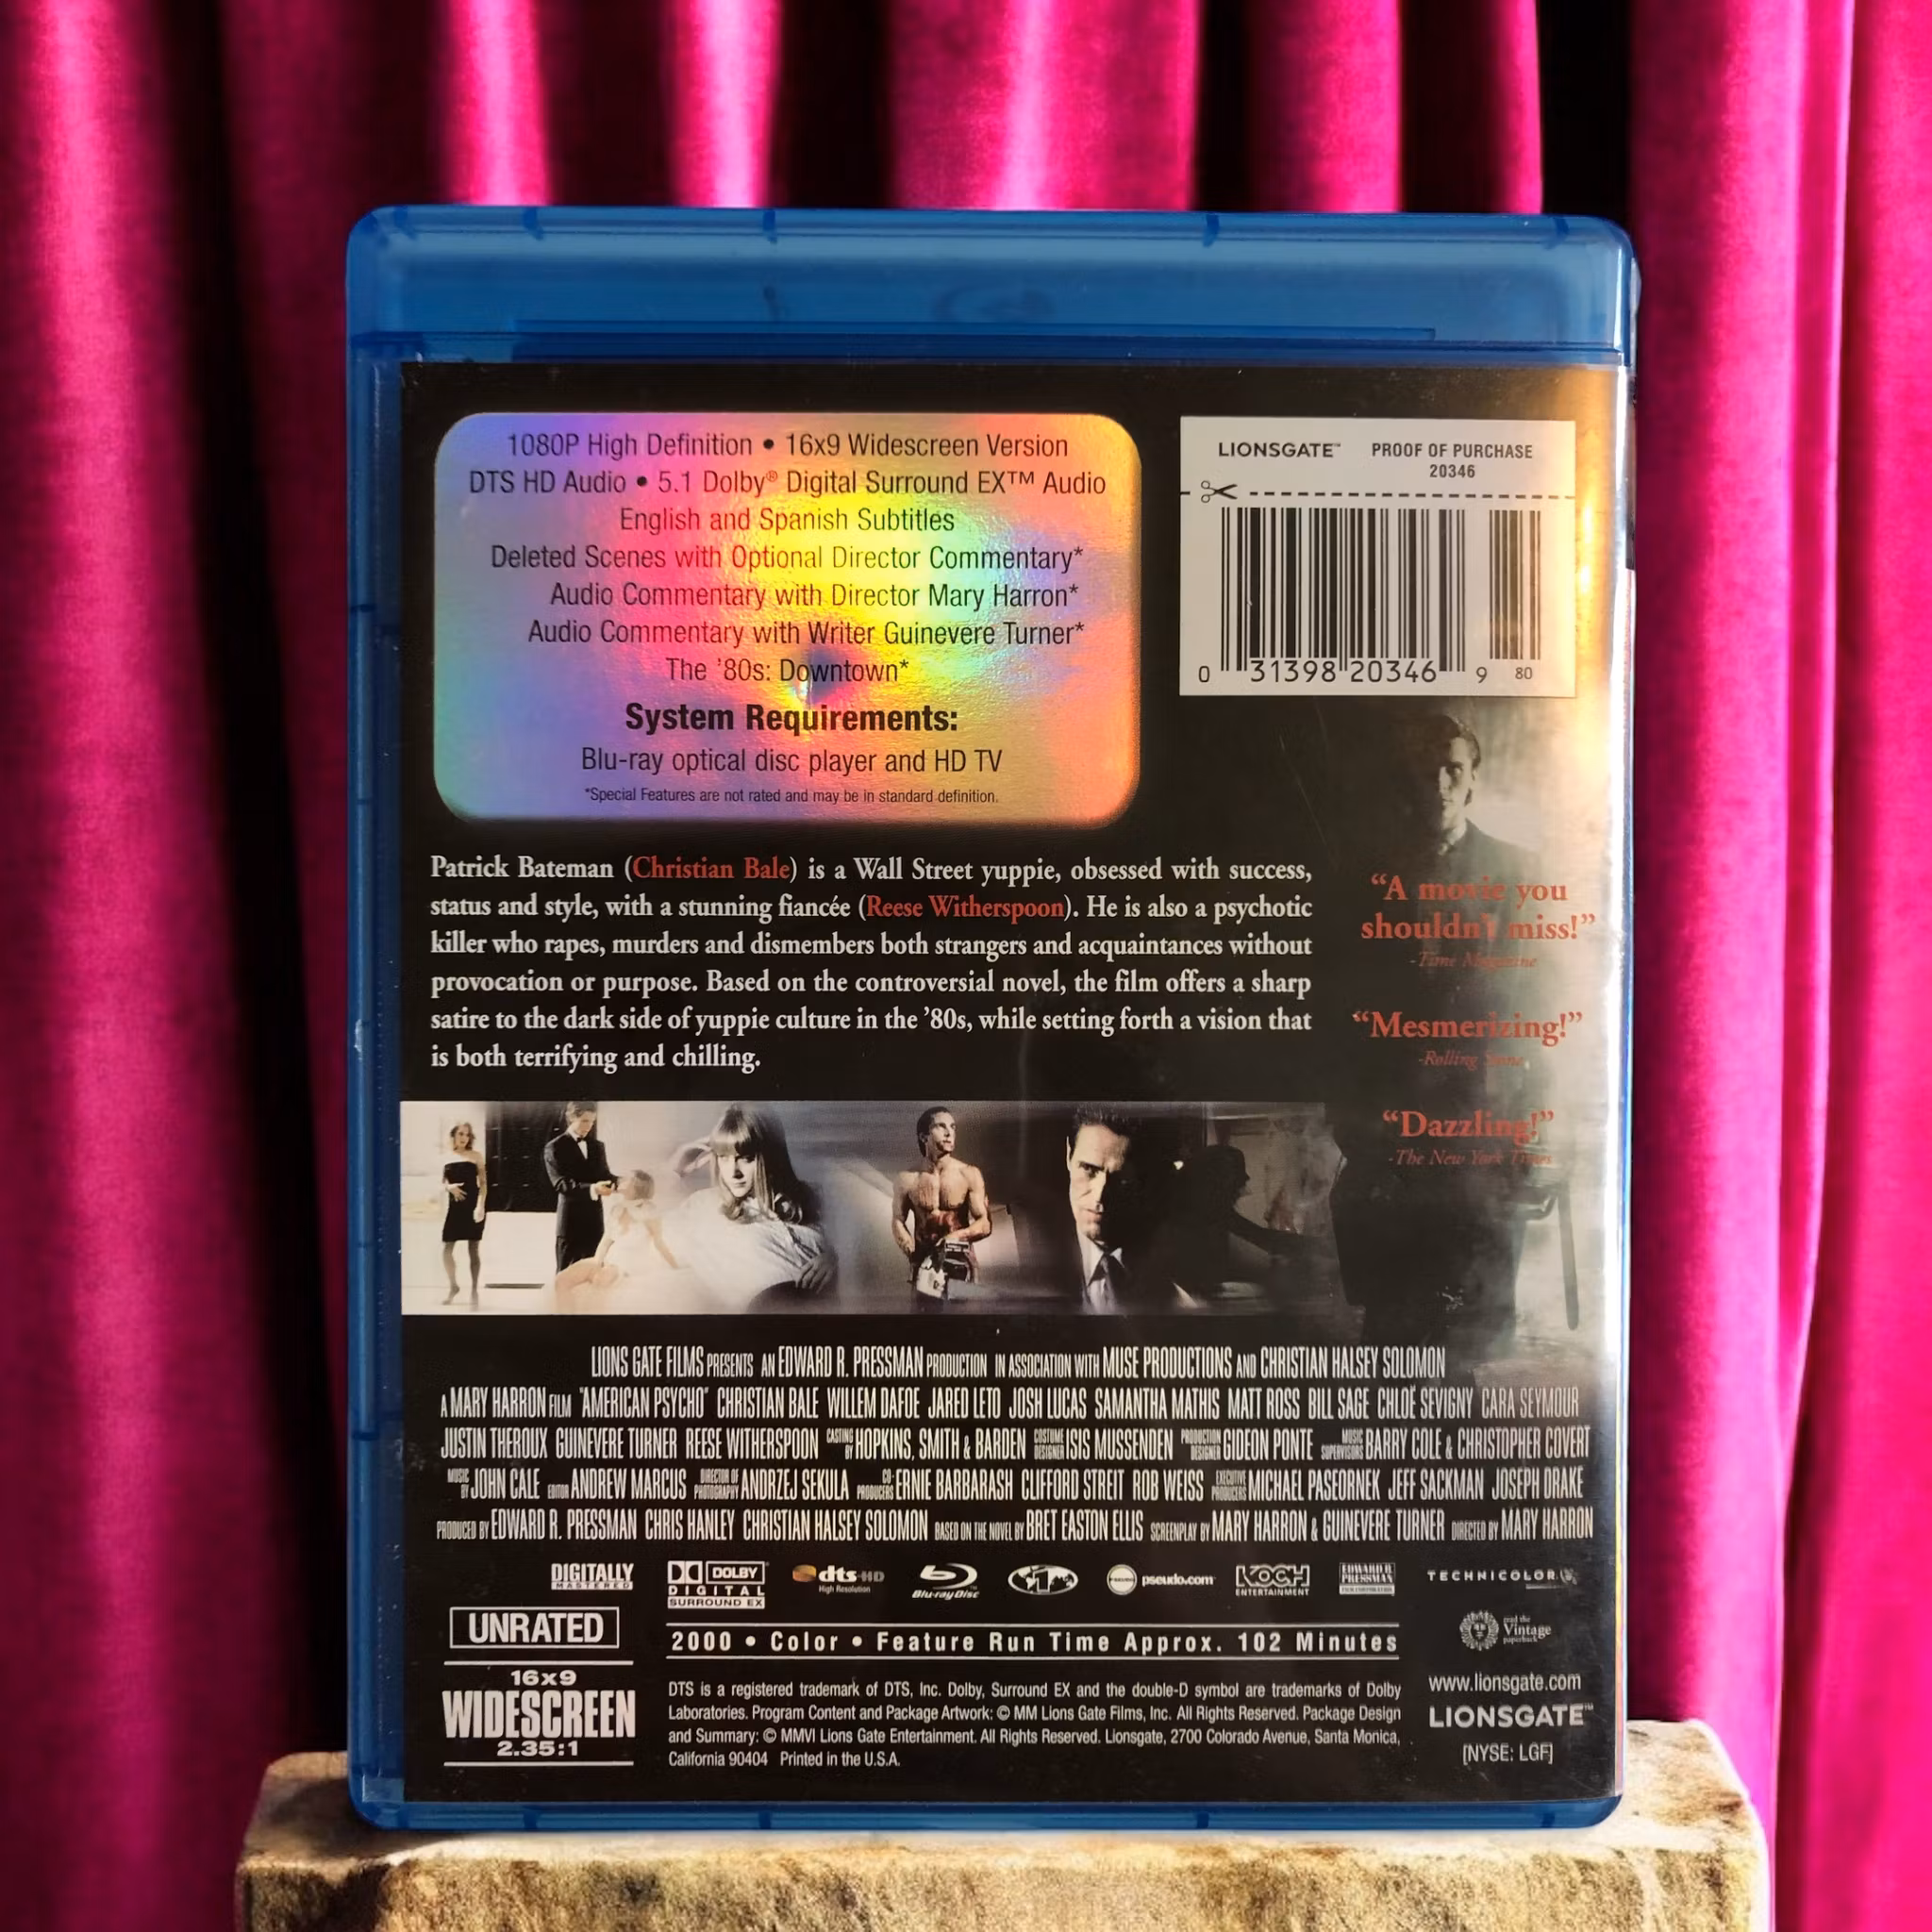 1080P High Definition • 16x9 Widescreen Version
DTS HD Audio • 5.1 Dolby® Digital Surround EX™ Audio
English and Spanish Subtitles
Deleted Scenes with Optional Director Commentary*
Audio Commentary with Director Mary Harron*
Audio Commentary with Writer Guinevere Turner*
The ’80s: Downtown*
System Requirements:
Blu-ray optical disc player and HD TV
*Special Features are not rated and may be in standard definition.
LIONSGATE™ PROOF OF PURCHASE
20346
0 31398 20346 9 80
Patrick Bateman (Christian Bale) is a Wall Street yuppie, obsessed with success,
status and style, with a stunning fiancée (Reese Witherspoon). He is also a psychotic
killer who rapes, murders and dismembers both strangers and acquaintances without
provocation or purpose. Based on the controversial novel, the film offers a sharp
satire to the dark side of yuppie culture in the ’80s, while setting forth a vision that
is both terrifying and chilling.
“A movie you
shouldn’t miss!”
-Time Magazine
“Mesmerizing!”
-Rolling Stone
“Dazzling!”
-The New York Times
LIONS GATE FILMS PRESENTS AN EDWARD R. PRESSMAN PRODUCTION IN ASSOCIATION WITH MUSE PRODUCTIONS AND CHRISTIAN HALSEY SOLOMON
A MARY HARRON FILM "AMERICAN PSYCHO" CHRISTIAN BALE WILLEM DAFOE JARED LETO JOSH LUCAS SAMANTHA MATHIS MATT ROSS BILL SAGE CHLOË SEVIGNY CARA SEYMOUR
JUSTIN THEROUX GUINEVERE TURNER REESE WITHERSPOON CASTING BY HOPKINS, SMITH & BARDEN COSTUME DESIGNER ISIS MUSSENDEN PRODUCTION DESIGNER GIDEON PONTE MUSIC SUPERVISORS BARRY COLE & CHRISTOPHER COVERT
MUSIC BY JOHN CALE EDITOR ANDREW MARCUS DIRECTOR OF PHOTOGRAPHY ANDRZEJ SEKULA CO-PRODUCERS ERNIE BARBARASH CLIFFORD STREIT ROB WEISS EXECUTIVE PRODUCERS MICHAEL PASEORNEK JEFF SACKMAN JOSEPH DRAKE
PRODUCED BY EDWARD R. PRESSMAN CHRIS HANLEY CHRISTIAN HALSEY SOLOMON BASED ON THE NOVEL BY BRET EASTON ELLIS SCREENPLAY BY MARY HARRON & GUINEVERE TURNER DIRECTED BY MARY HARRON
DIGITALLY
MASTERED
DOLBY
DIGITAL
SURROUND EX
dts-HD
High Resolution
Blu-ray Disc
1
pseudo.com
KOCH
ENTERTAINMENT
EDWARD R.
PRESSMAN
FILM CORPORATION
TECHNICOLOR
UNRATED
2000 • Color • Feature Run Time Approx. 102 Minutes
read the
Vintage
paperback
16x9
WIDESCREEN
2.35:1
DTS is a registered trademark of DTS, Inc. Dolby, Surround EX and the double-D symbol are trademarks of Dolby
Laboratories. Program Content and Package Artwork: © MM Lions Gate Films, Inc. All Rights Reserved. Package Design
and Summary: © MMVI Lions Gate Entertainment. All Rights Reserved. Lionsgate, 2700 Colorado Avenue, Santa Monica,
California 90404 Printed in the U.S.A.
www.lionsgate.com
LIONSGATE™
[NYSE: LGF]